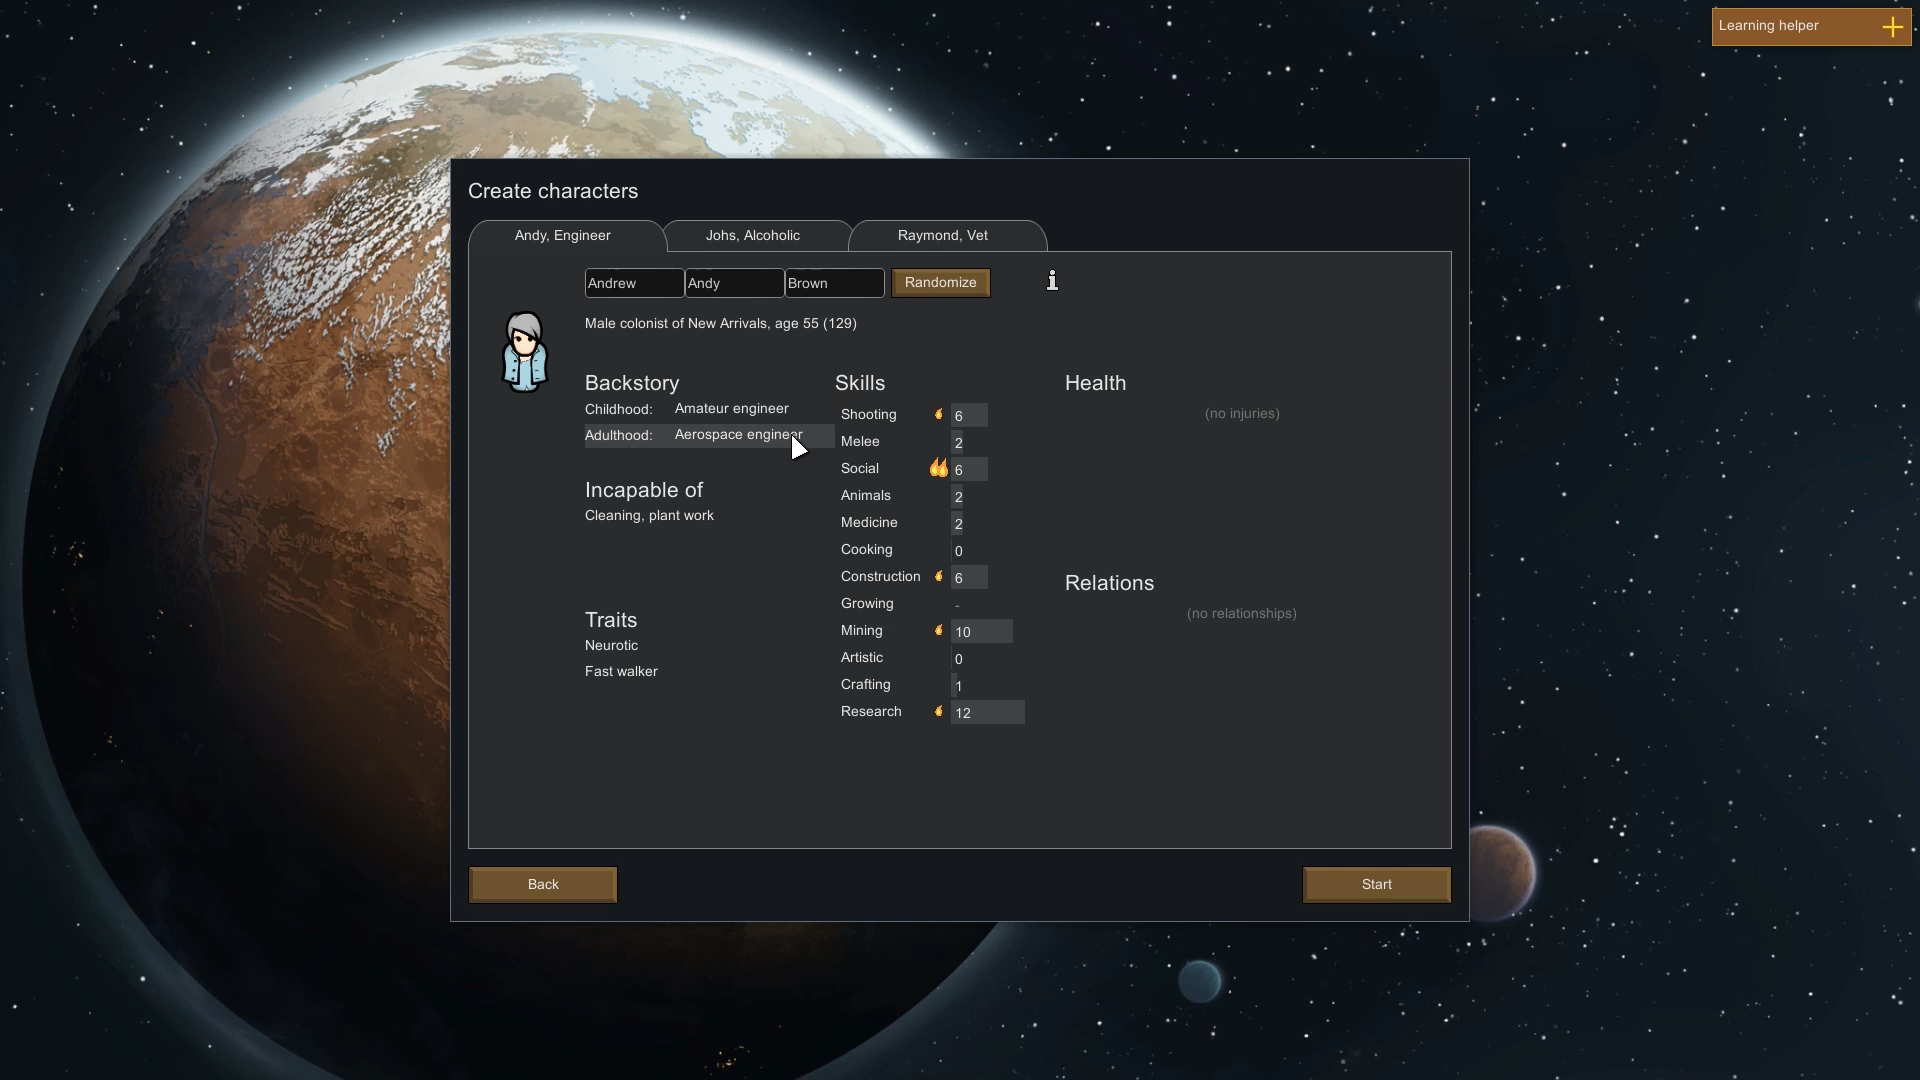 Learning helper
Create characters
Andy, Engineer
Johs, Alcoholic
Raymond, Vet
Andrew
Andy
Brown
Randomize
Male colonist of New Arrivals, age 55 (129)
Backstory
Childhood: Amateur engineer
Adulthood: Aerospace engineer
Incapable of
Cleaning, plant work
Traits
Neurotic
Fast walker
Skills
Shooting 6
Melee 2
Social 6
Animals 2
Medicine 2
Cooking 0
Construction 6
Growing -
Mining 10
Artistic 0
Crafting 1
Research 12
Health
(no injuries)
Relations
(no relationships)
Back
Start